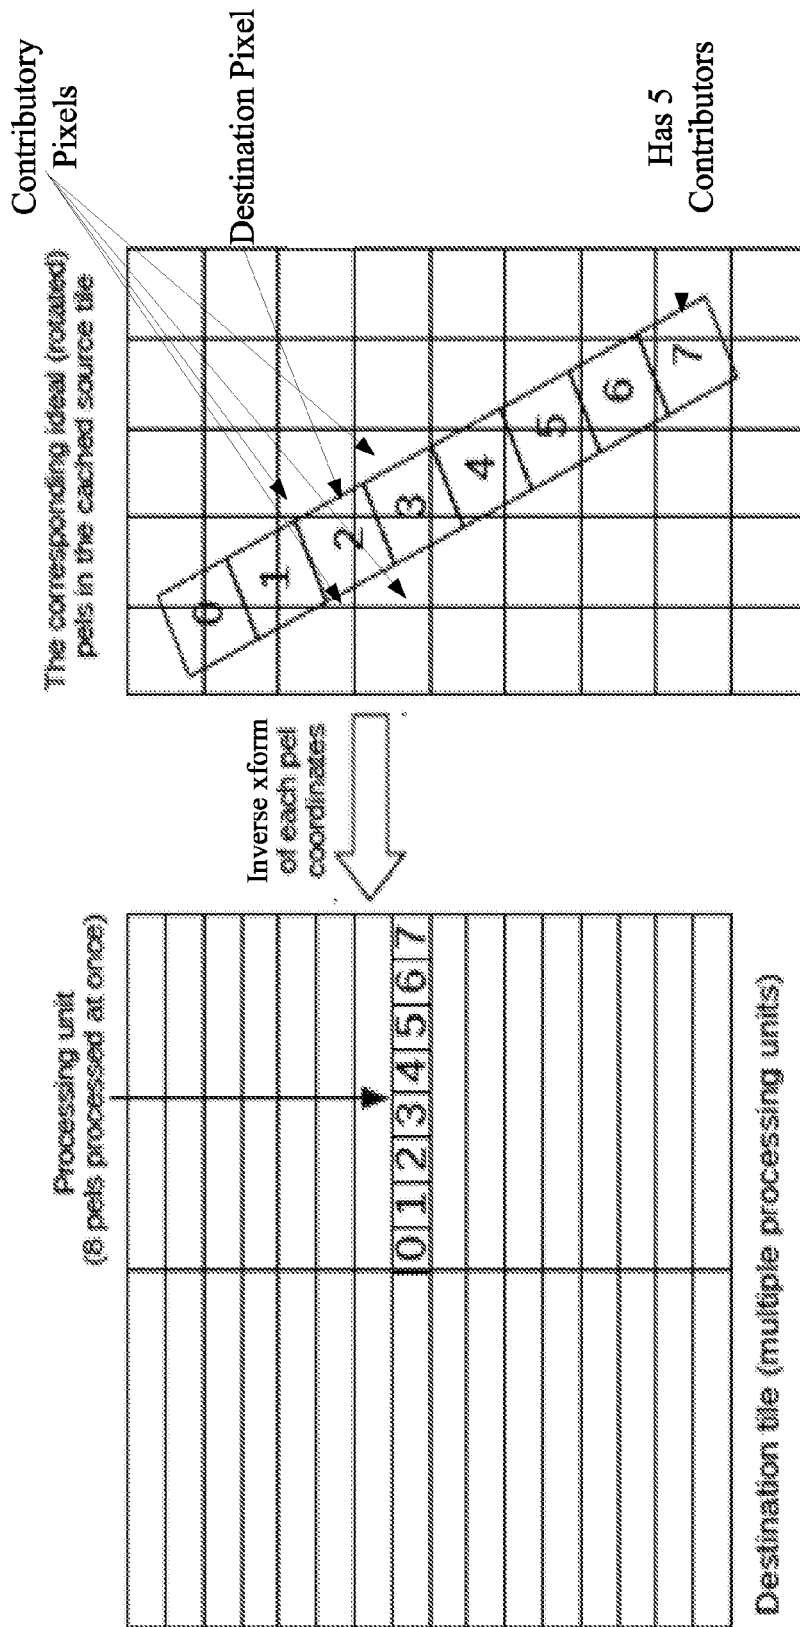 Processing unit
(8 pels processed at once)
0 1 2 3 4 5 6 7
Destination tile (multiple processing units)
Inverse xform
of each pel
coordinates
The corresponding ideal (rotated)
pels in the cached source tile
0
1
2
3
4
5
6
7
Contributory
Pixels
Destination Pixel
Has 5
Contributors